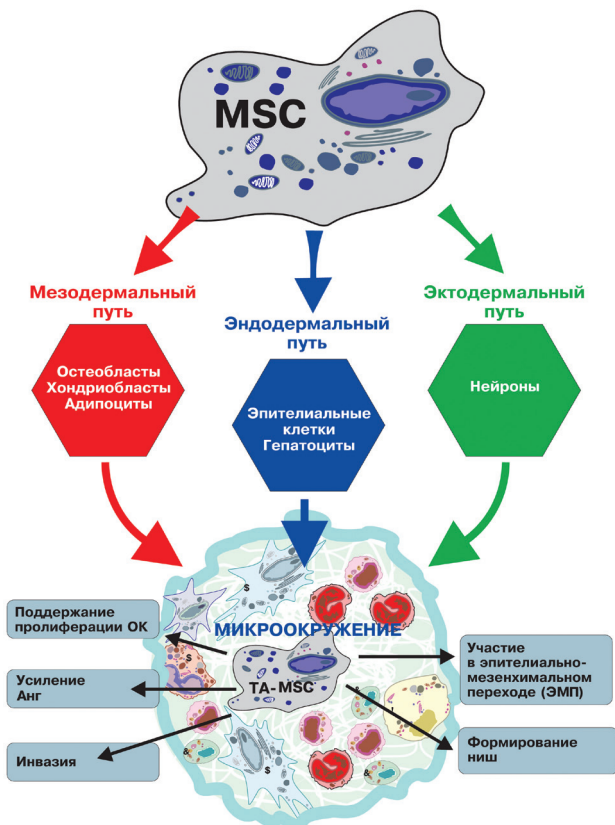 MSC
Мезодермальный
путь
Эндодермальный
путь
Эктодермальный
путь
Остеобласты
Хондриобласты
Адипоциты
Эпителиальные
клетки
Гепатоциты
Нейроны
МИКРООКРУЖЕНИЕ
TA-MSC
Поддержание
пролиферации ОК
Усиление
Анг
Инвазия
Участие
в эпителиально-
мезенхимальном
переходе (ЭМП)
Формирование
ниш
$
$
$
&
&
&